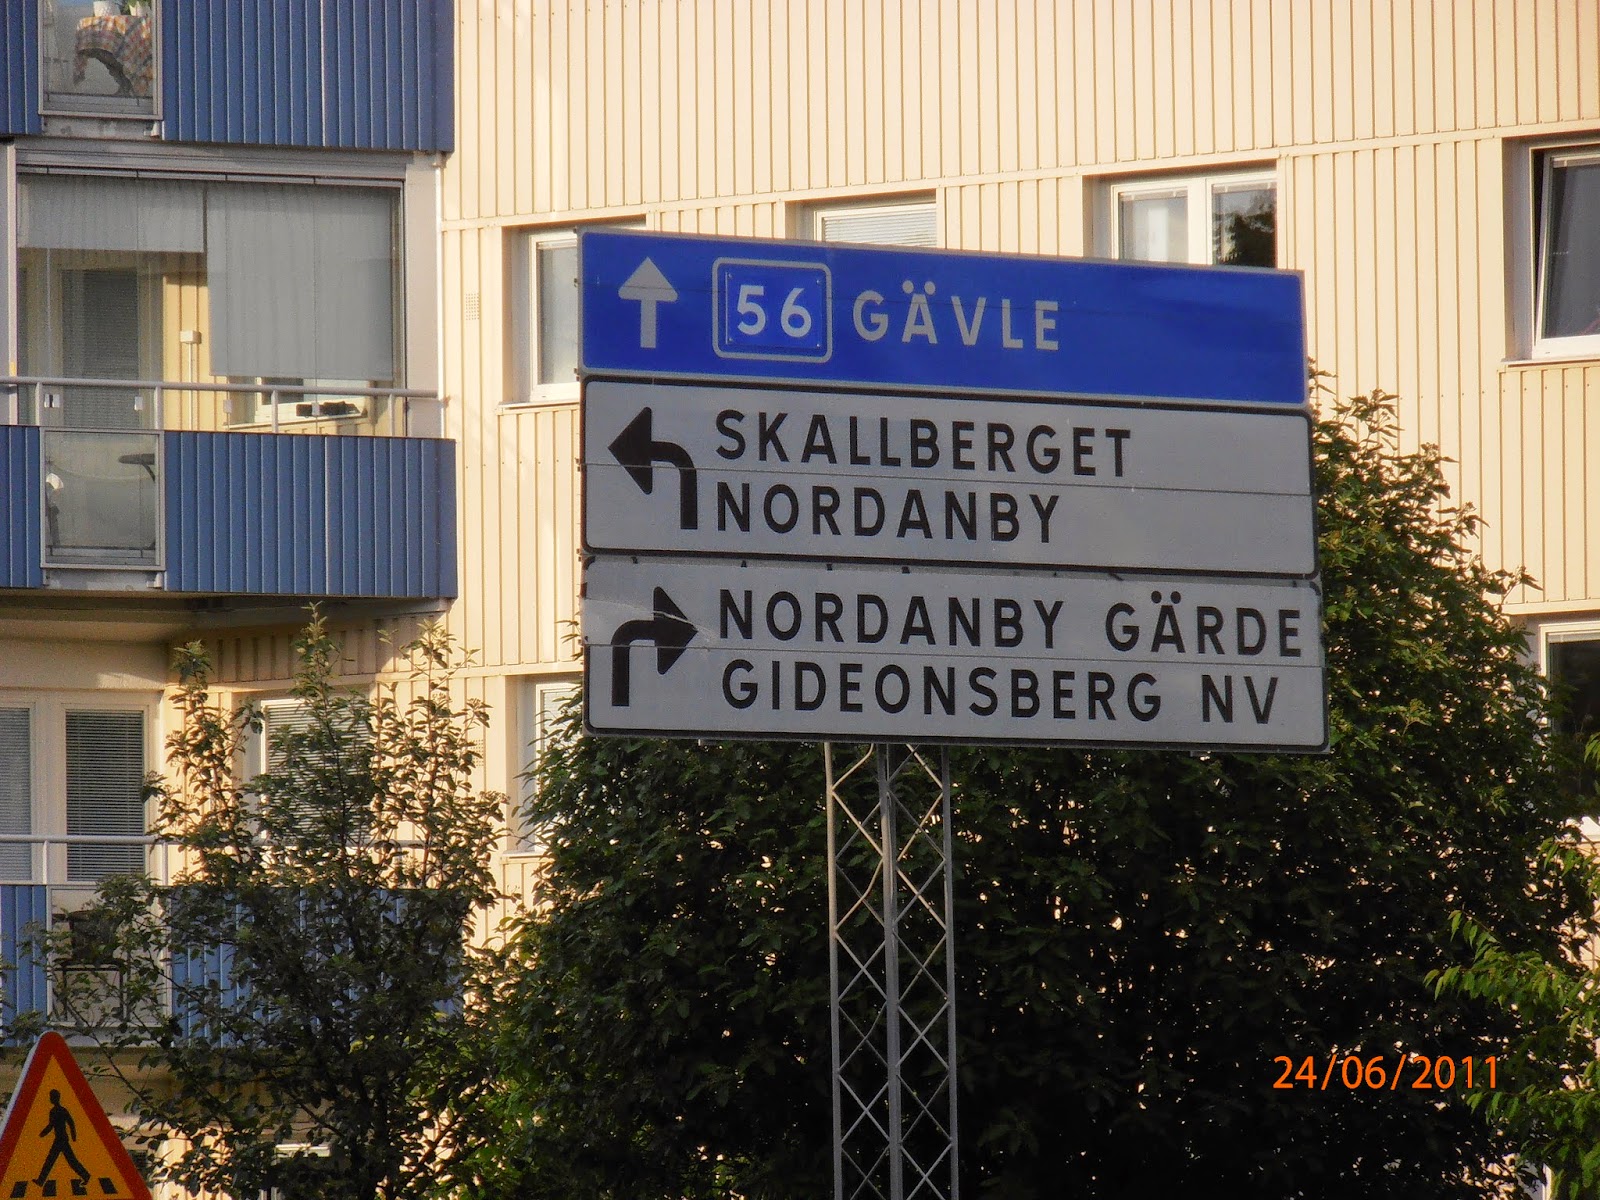 56 GÄVLE
SKALLBERGET
NORDANBY
NORDANBY GÄRDE
GIDEONSBERG NV
24/06/2011